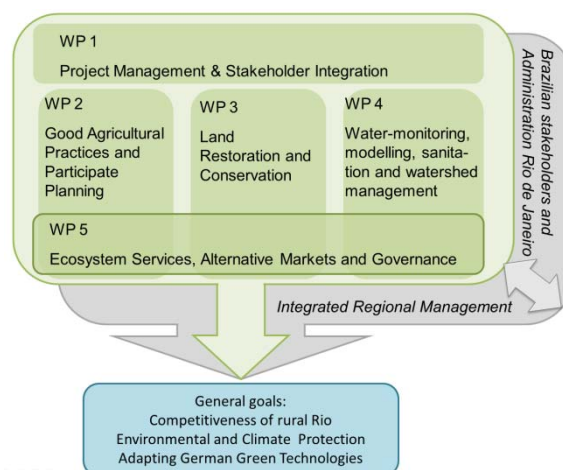 WP 1
Project Management & Stakeholder Integration
WP 2
Good Agricultural
Practices and
Participate
Planning
WP 3
Land
Restoration and
Conservation
WP 4
Water-monitoring,
modelling, sanita-
tion and watershed
management
WP 5
Ecosystem Services, Alternative Markets and Governance
Brazilian stakeholders and
Administration Rio de Janeiro
Integrated Regional Management
General goals:
Competitiveness of rural Rio
Environmental and Climate Protection
Adapting German Green Technologies